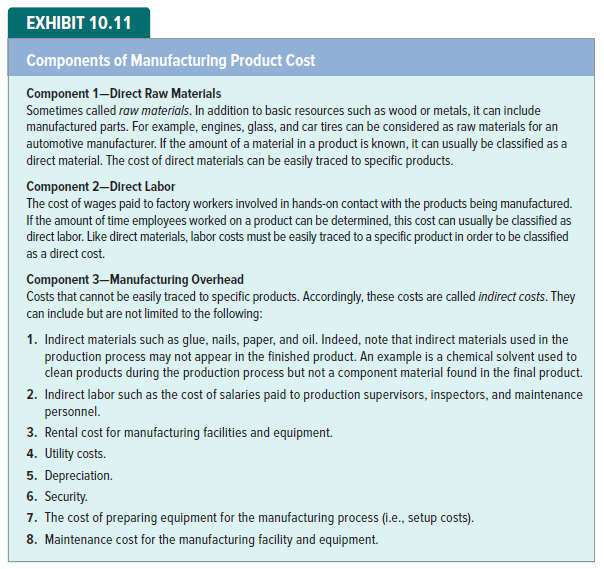 EXHIBIT 10.11
Components of Manufacturing Product Cost
Component 1—Direct Raw Materials
Sometimes called raw materials. In addition to basic resources such as wood or metals, it can include
manufactured parts. For example, engines, glass, and car tires can be considered as raw materials for an
automotive manufacturer. If the amount of a material in a product is known, it can usually be classified as a
direct material. The cost of direct materials can be easily traced to specific products.
Component 2—Direct Labor
The cost of wages paid to factory workers involved in hands-on contact with the products being manufactured.
If the amount of time employees worked on a product can be determined, this cost can usually be classified as
direct labor. Like direct materials, labor costs must be easily traced to a specific product in order to be classified
as a direct cost.
Component 3—Manufacturing Overhead
Costs that cannot be easily traced to specific products. Accordingly, these costs are called indirect costs. They
can include but are not limited to the following:
1. Indirect materials such as glue, nails, paper, and oil. Indeed, note that indirect materials used in the
production process may not appear in the finished product. An example is a chemical solvent used to
clean products during the production process but not a component material found in the final product.
2. Indirect labor such as the cost of salaries paid to production supervisors, inspectors, and maintenance
personnel.
3. Rental cost for manufacturing facilities and equipment.
4. Utility costs.
5. Depreciation.
6. Security.
7. The cost of preparing equipment for the manufacturing process (i.e., setup costs).
8. Maintenance cost for the manufacturing facility and equipment.